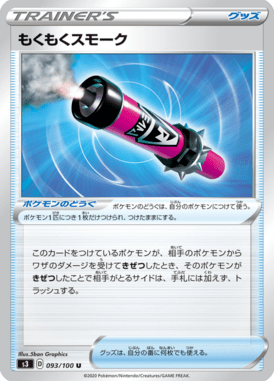 TRAINER'S グッズ
もくもくスモーク
ポケモンのどうぐ ポケモンのどうぐは、自分のポケモンにつけて使う。
ポケモン1匹につき1枚だけつけられ、つけたままにする。
このカードをつけているポケモンが、相手のポケモンから
ワザのダメージを受けてきぜつしたとき、そのポケモンが
きぜつしたことで相手がとるサイドは、手札には加えず、ト
ラッシュする。
Illus. 5ban Graphics
s3 D 093/100 U
グッズは、自分の番に何枚でも使える。
©2020 Pokémon/Nintendo/Creatures/GAME FREAK.